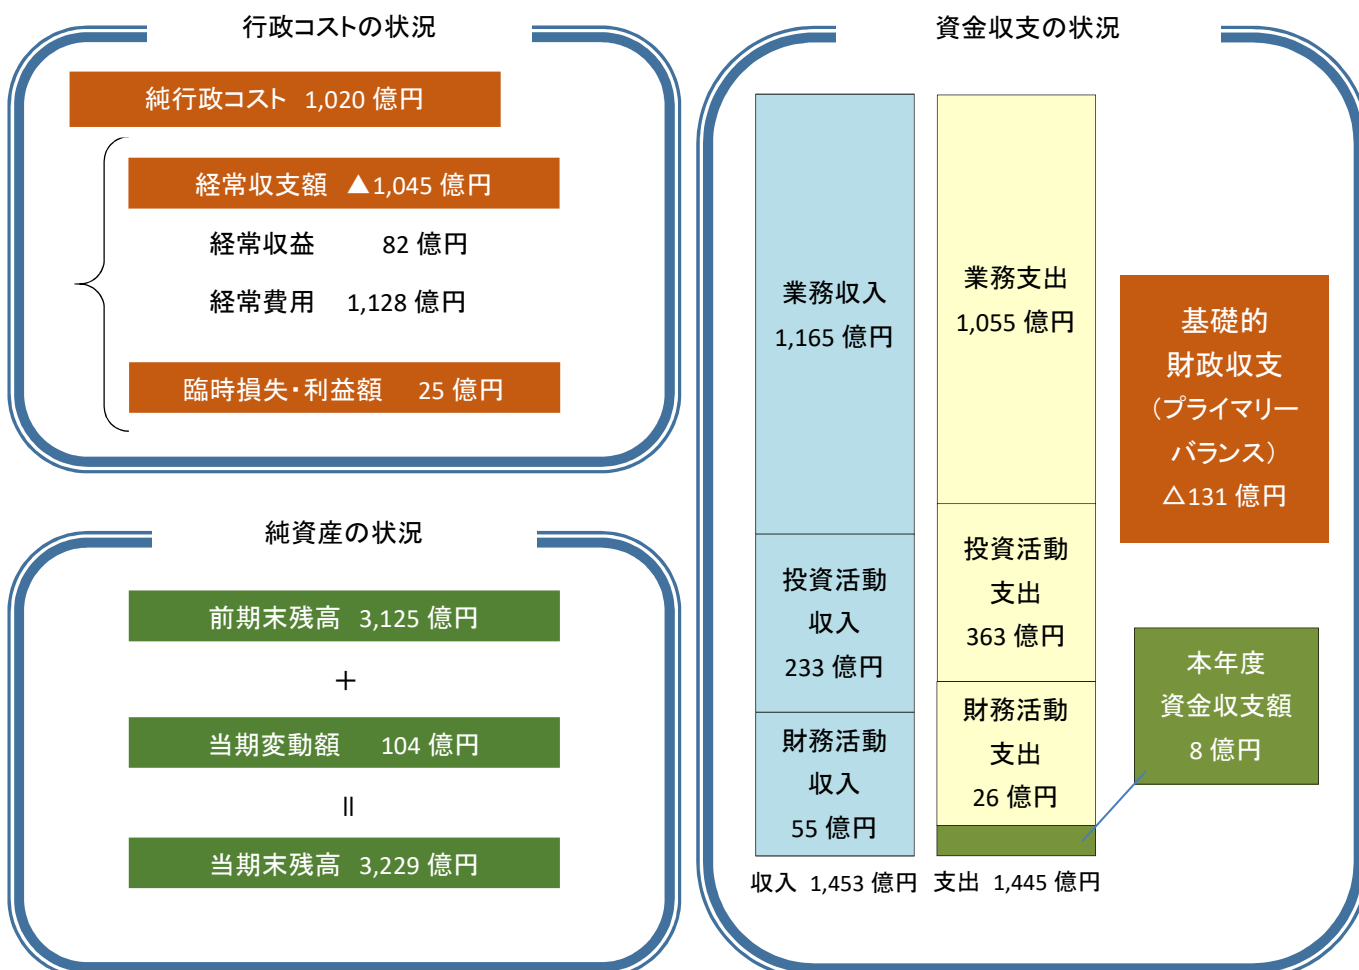 行政コストの状況
純行政コスト 1,020 億円
経常収支額 ▲1,045 億円
経常収益 82 億円
経常費用 1,128 億円
臨時損失・利益額 25 億円
純資産の状況
前期末残高 3,125 億円
＋
当期変動額 104 億円
＝
当期末残高 3,229 億円
資金収支の状況
業務収入
1,165 億円
投資活動
収入
233 億円
財務活動
収入
55 億円
収入 1,453 億円
業務支出
1,055 億円
投資活動
支出
363 億円
財務活動
支出
26 億円
支出 1,445 億円
基礎的
財政収支
（プライマリー
バランス）
△131 億円
本年度
資金収支額
8 億円